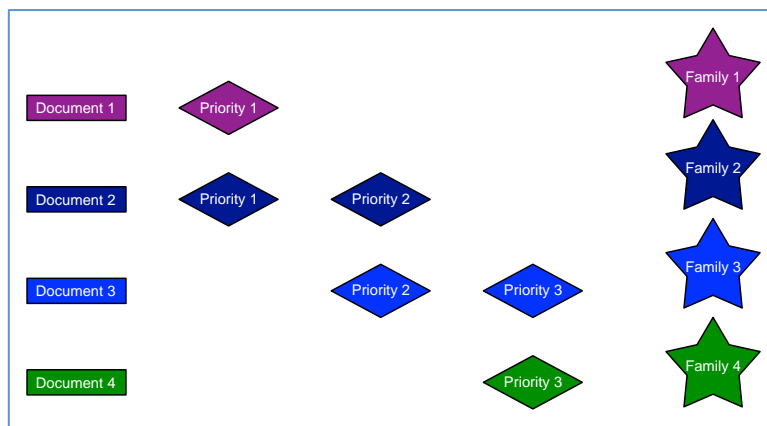 Family 1
Document 1
Priority 1
Family 2
Document 2
Priority 1
Priority 2
Family 3
Document 3
Priority 2
Priority 3
Family 4
Document 4
Priority 3